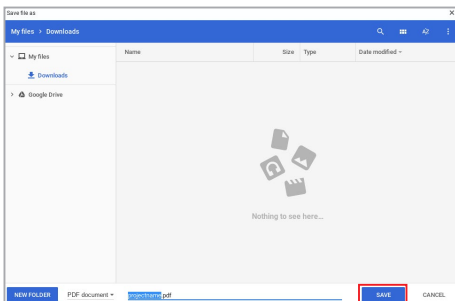 Save file as
My files > Downloads
Name Size Type Date modified
My files
Downloads
Google Drive
Nothing to see here...
NEW FOLDER PDF document projectname.pdf SAVE CANCEL